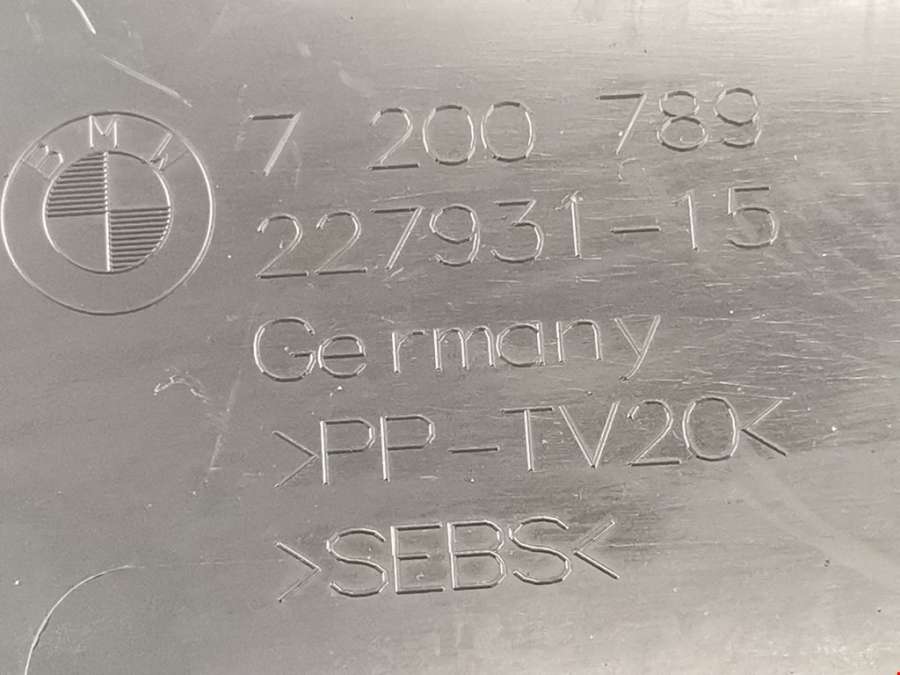 BMW
7 200 789
227931-15
Germany
>PP-TV20<
>SEBS<